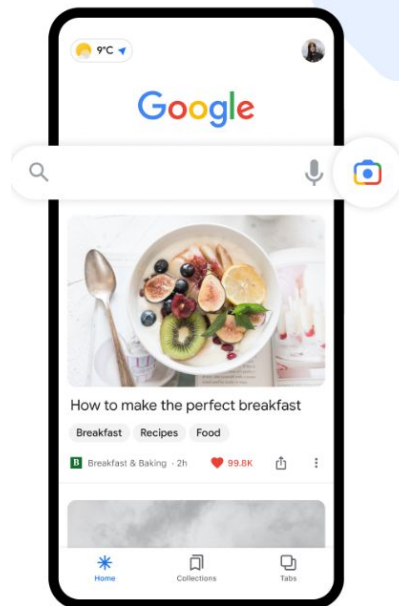 9°C
Google
How to make the perfect breakfast
Breakfast Recipes Food
B Breakfast & Baking · 2h 99.8K
Home Collections Tabs